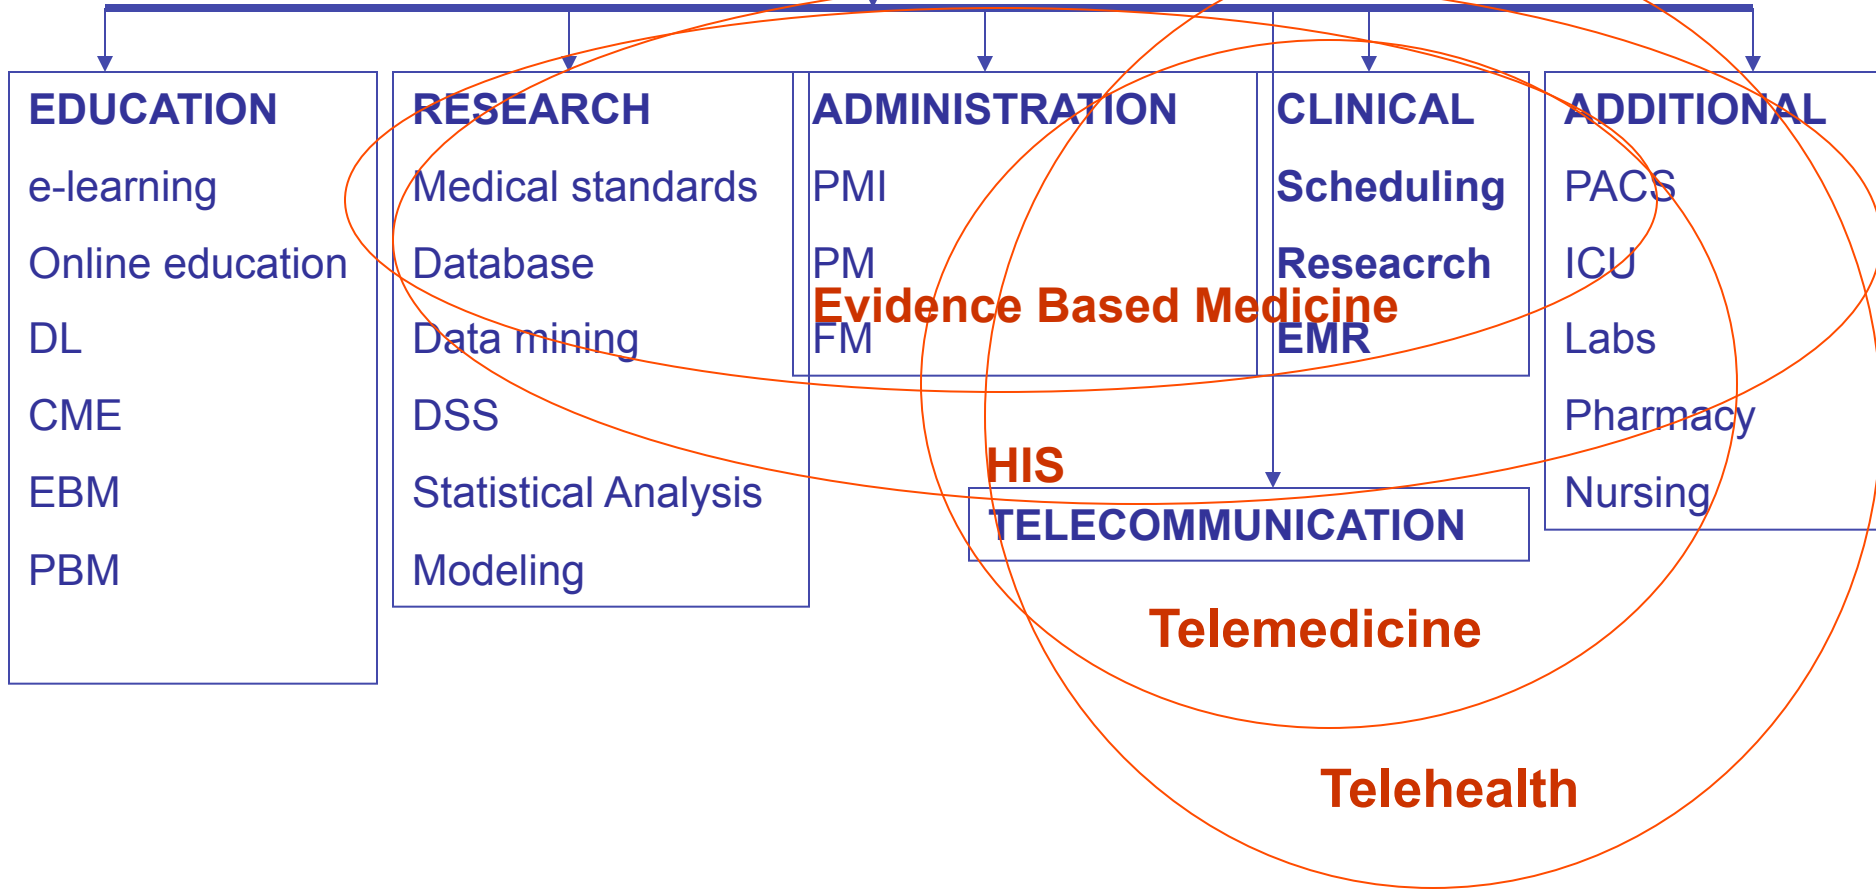 EDUCATION
e-learning
Online education
DL
CME
EBM
PBM
RESEARCH
Medical standards
Database
Data mining
DSS
Statistical Analysis
Modeling
ADMINISTRATION
PMI
PM
FM
CLINICAL
Scheduling
Reseacrch
EMR
ADDITIONAL
PACS
ICU
Labs
Pharmacy
Nursing
Evidence Based Medicine
HIS
TELECOMMUNICATION
Telemedicine
Telehealth